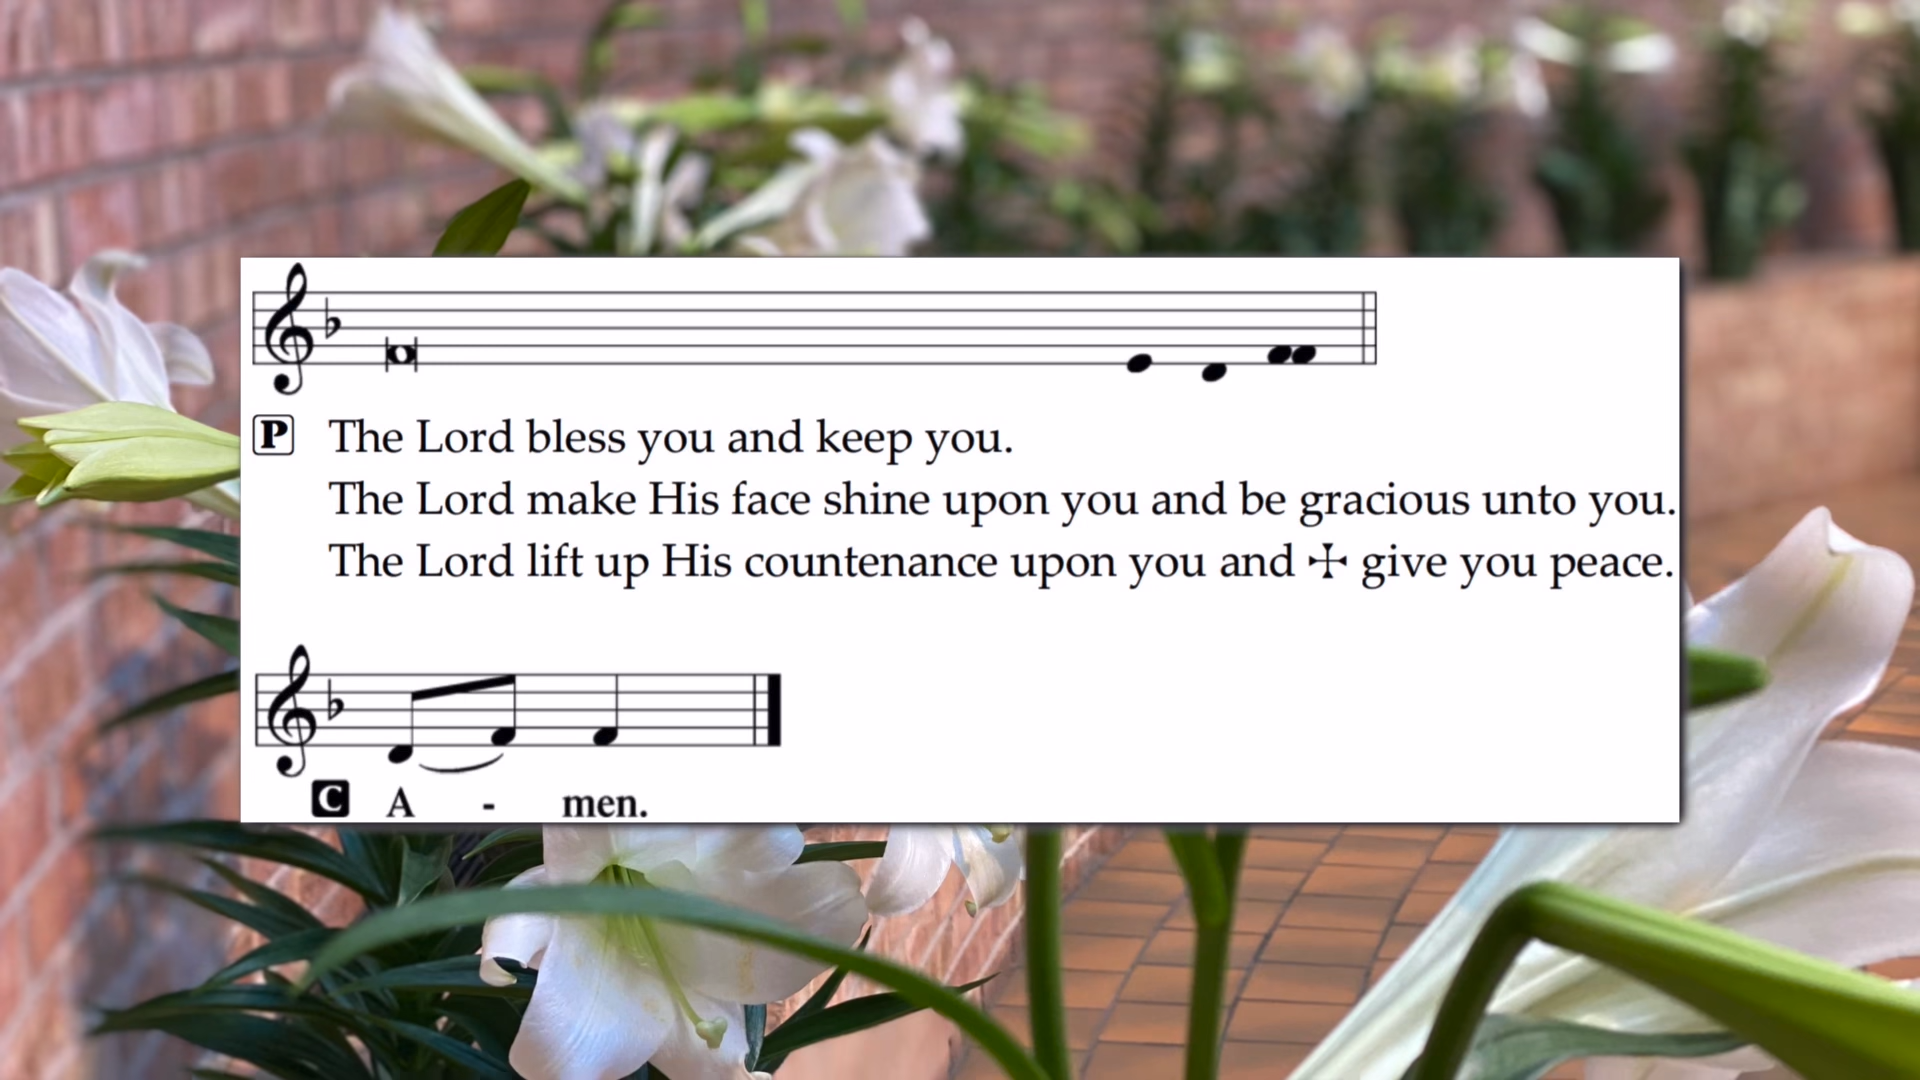 P The Lord bless you and keep you.
The Lord make His face shine upon you and be gracious unto you.
The Lord lift up His countenance upon you and ☩ give you peace.
C A - men.